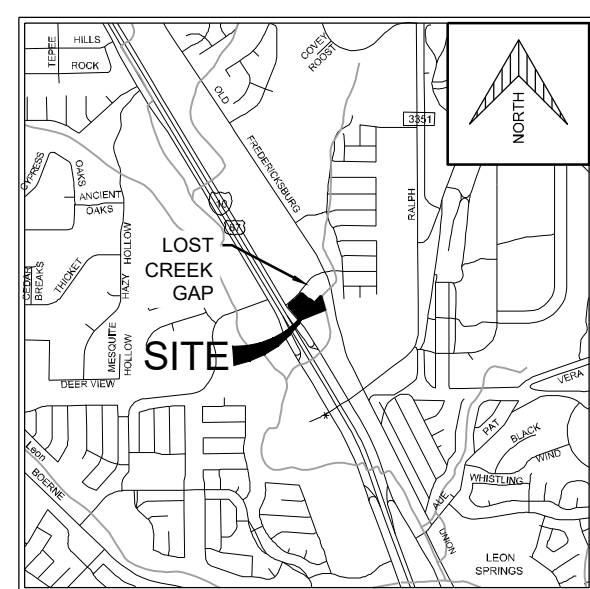 TEPEE
HILLS
ROCK
COVEY
ROOST
OLD
FREDERICKSBURG
3351
NORTH
CYPRESS
OAKS
ANCIENT
OAKS
10
87
RALPH
LOST
CREEK
GAP
CEDAR
BREAKS
THICKET
HAZY HOLLOW
MESQUITE
HOLLOW
SITE
DEER VIEW
VERA
PAT
BLACK
WIND
WHISTLING
Leon
BOERNE
AUE
UNION
LEON
SPRINGS